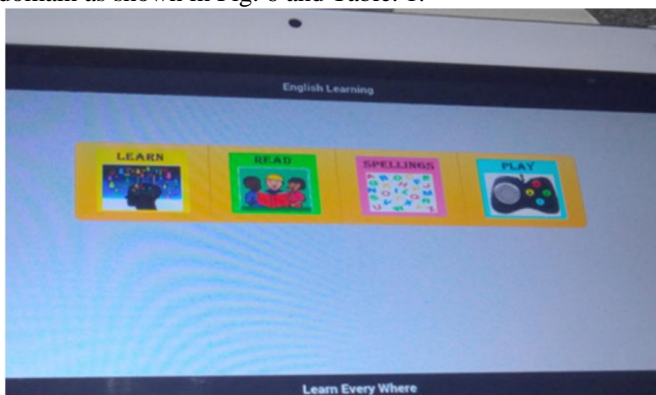 domain as shown in Fig. 6 and Table. 1.
English Learning
LEARN
READ
SPELLINGS
PLAY
Learn Every Where